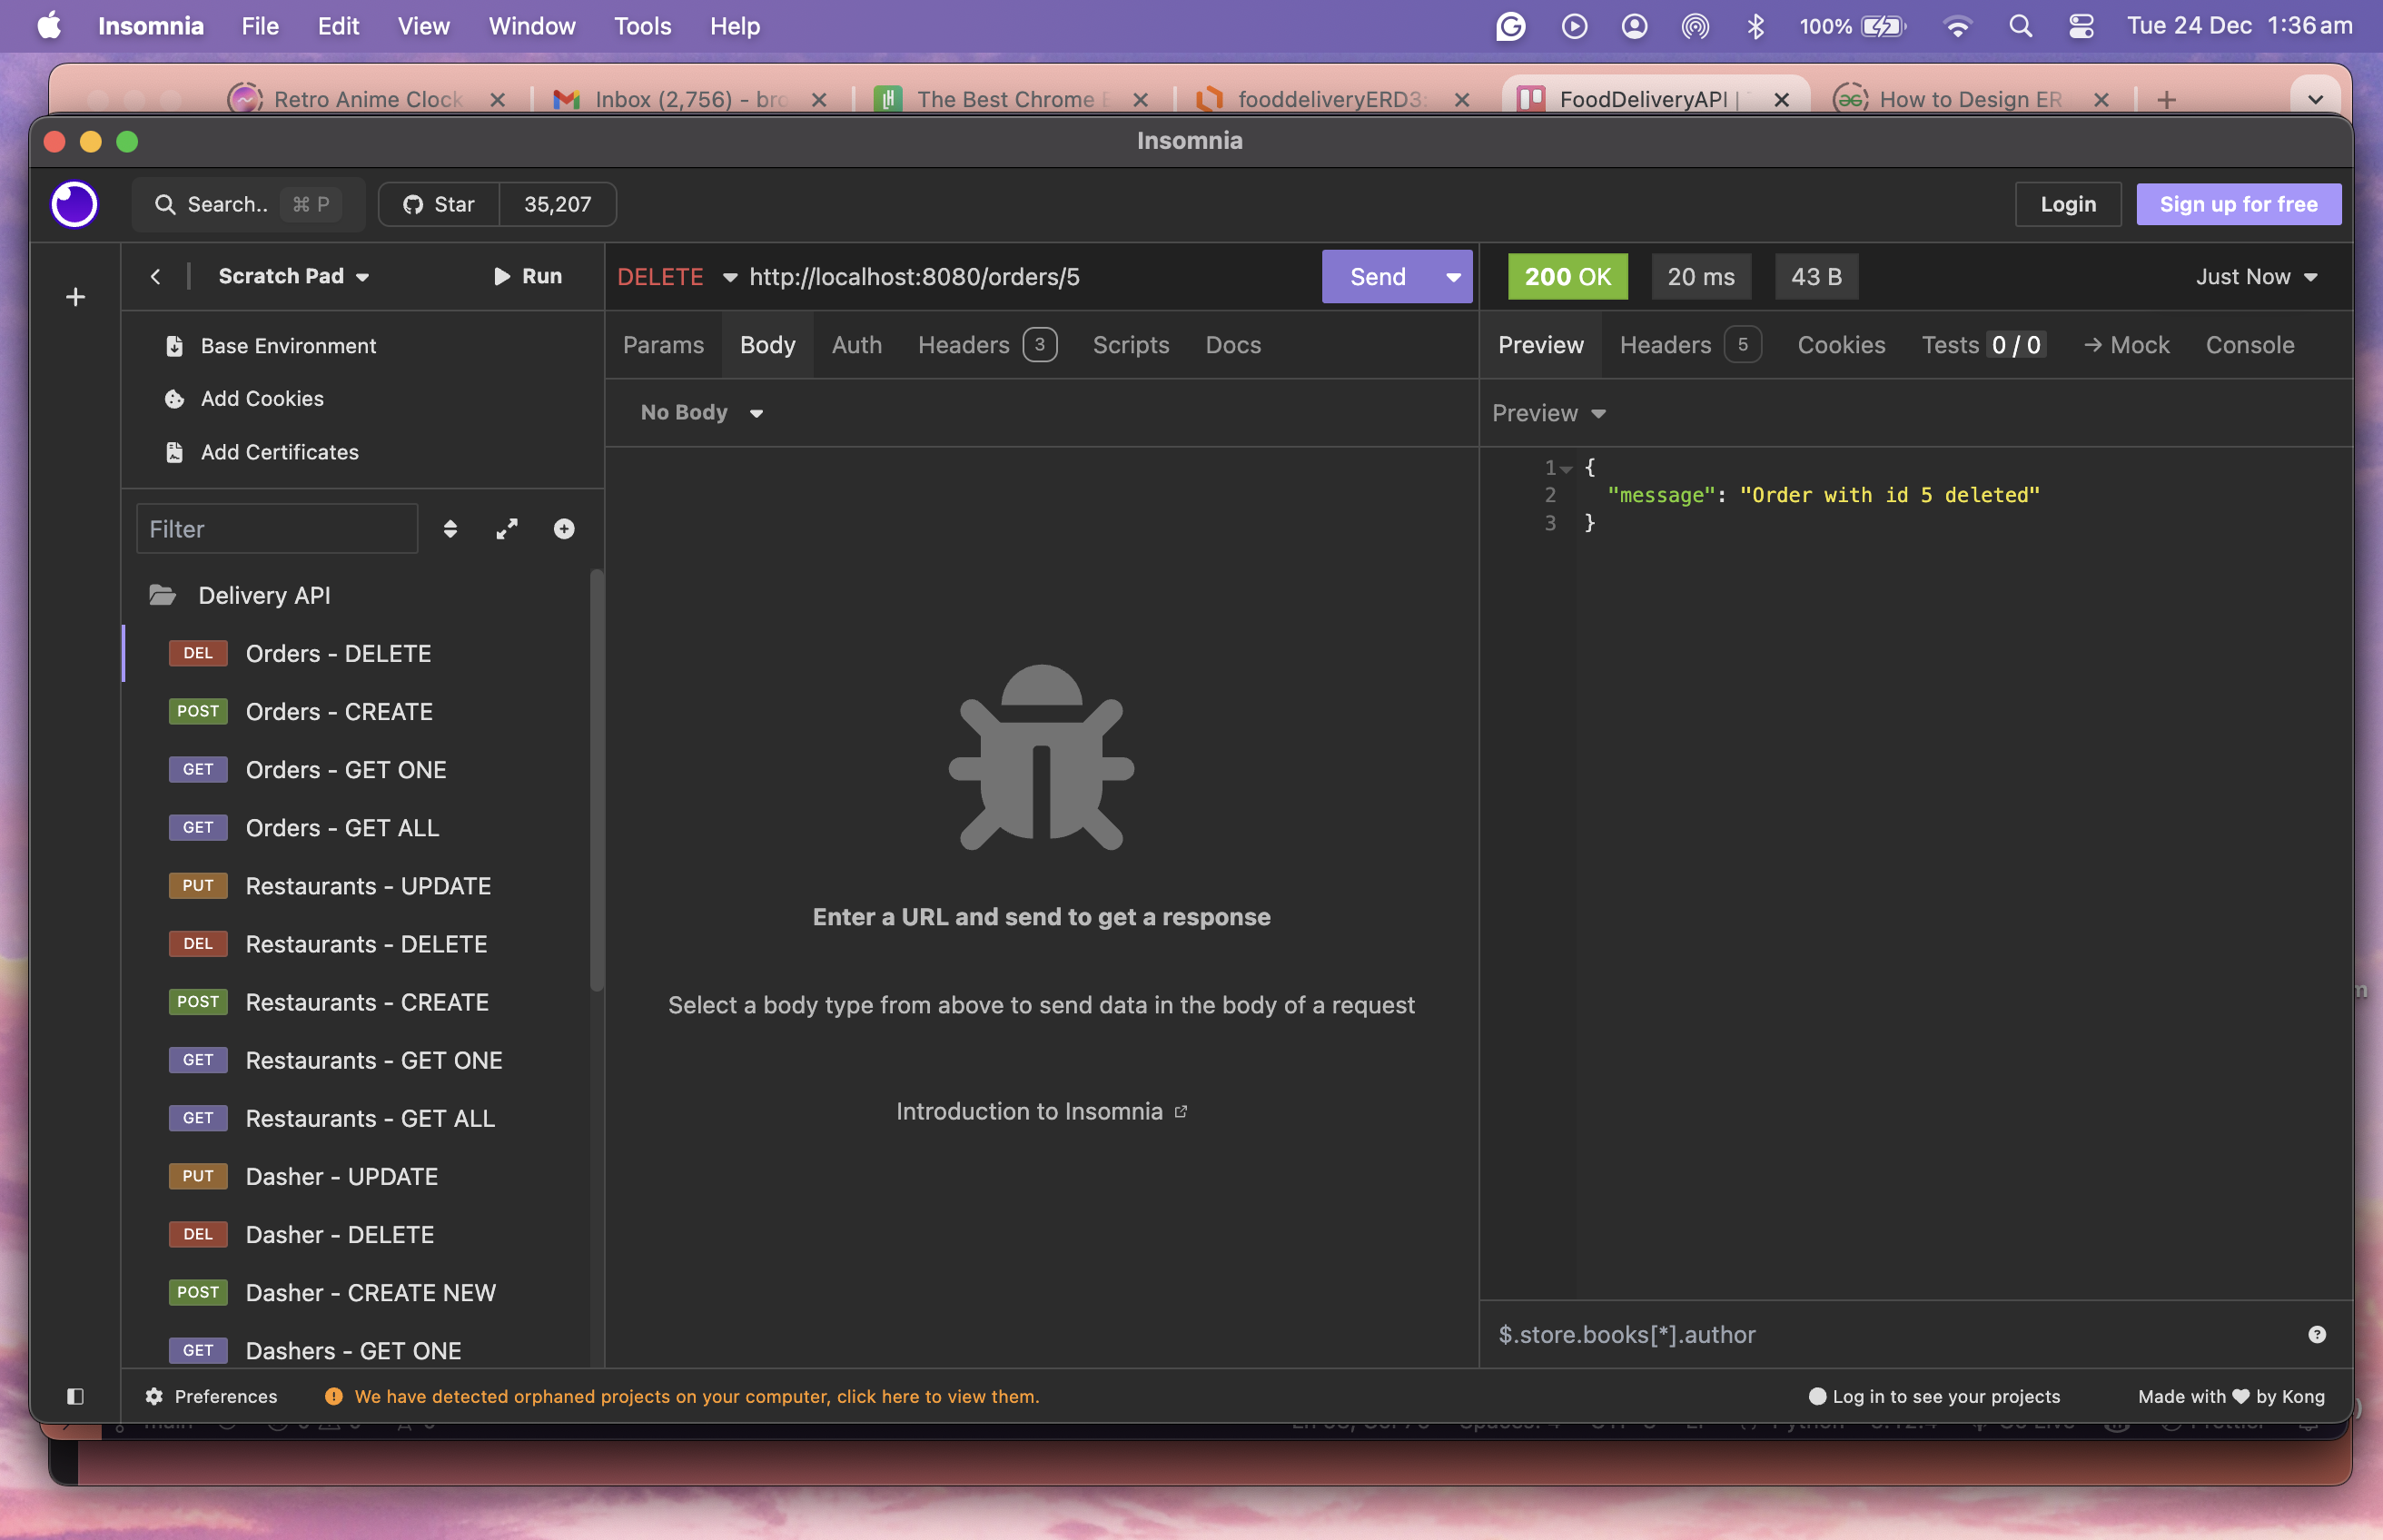 Insomnia File Edit View Window Tools Help 100% Tue 24 Dec 1:36 am
Retro Anime Clock Inbox (2,756) - bro The Best Chrome E fooddeliveryERD3: FoodDeliveryAPI | How to Design ER
Insomnia
Search.. ⌘ P Star 35,207 Login Sign up for free
Scratch Pad Run
DELETE http://localhost:8080/orders/5 Send
200 OK 20 ms 43 B Just Now
Base Environment
Add Cookies
Add Certificates
Params Body Auth Headers 3 Scripts Docs
Preview Headers 5 Cookies Tests 0 / 0 → Mock Console
No Body
Preview
1 {
2 "message": "Order with id 5 deleted"
3 }
Filter
Delivery API
DEL Orders - DELETE
POST Orders - CREATE
GET Orders - GET ONE
GET Orders - GET ALL
PUT Restaurants - UPDATE
DEL Restaurants - DELETE
POST Restaurants - CREATE
GET Restaurants - GET ONE
GET Restaurants - GET ALL
PUT Dasher - UPDATE
DEL Dasher - DELETE
POST Dasher - CREATE NEW
GET Dashers - GET ONE
Enter a URL and send to get a response
Select a body type from above to send data in the body of a request
Introduction to Insomnia
$.store.books[*].author
Preferences We have detected orphaned projects on your computer, click here to view them. Log in to see your projects Made with ♥ by Kong